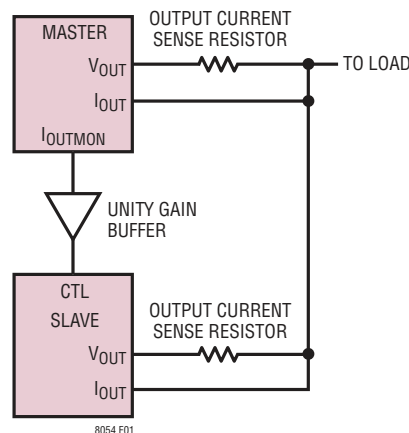 MASTER
OUTPUT CURRENT
SENSE RESISTOR
VOUT
TO LOAD
IOUT
IOUTMON
UNITY GAIN
BUFFER
CTL
SLAVE
OUTPUT CURRENT
SENSE RESISTOR
VOUT
IOUT
8054 F01